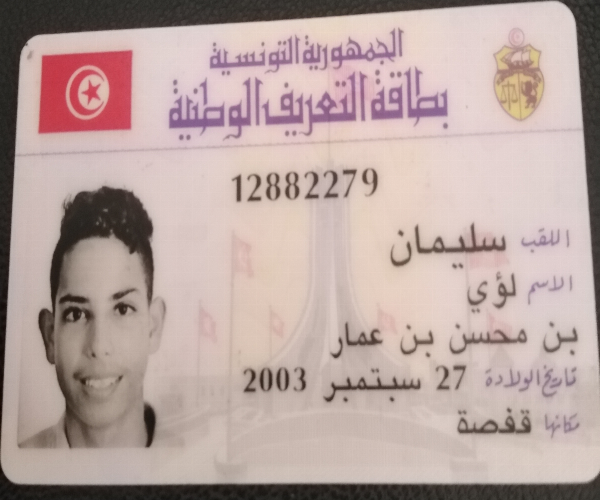 الجمهورية التونسية
بطاقة التعريف الوطنية
12882279
اللقب سليمان
الاسم لؤي
بن محسن بن عمار
تاريخ الولادة 27 سبتمبر 2003
مكانها قفصة